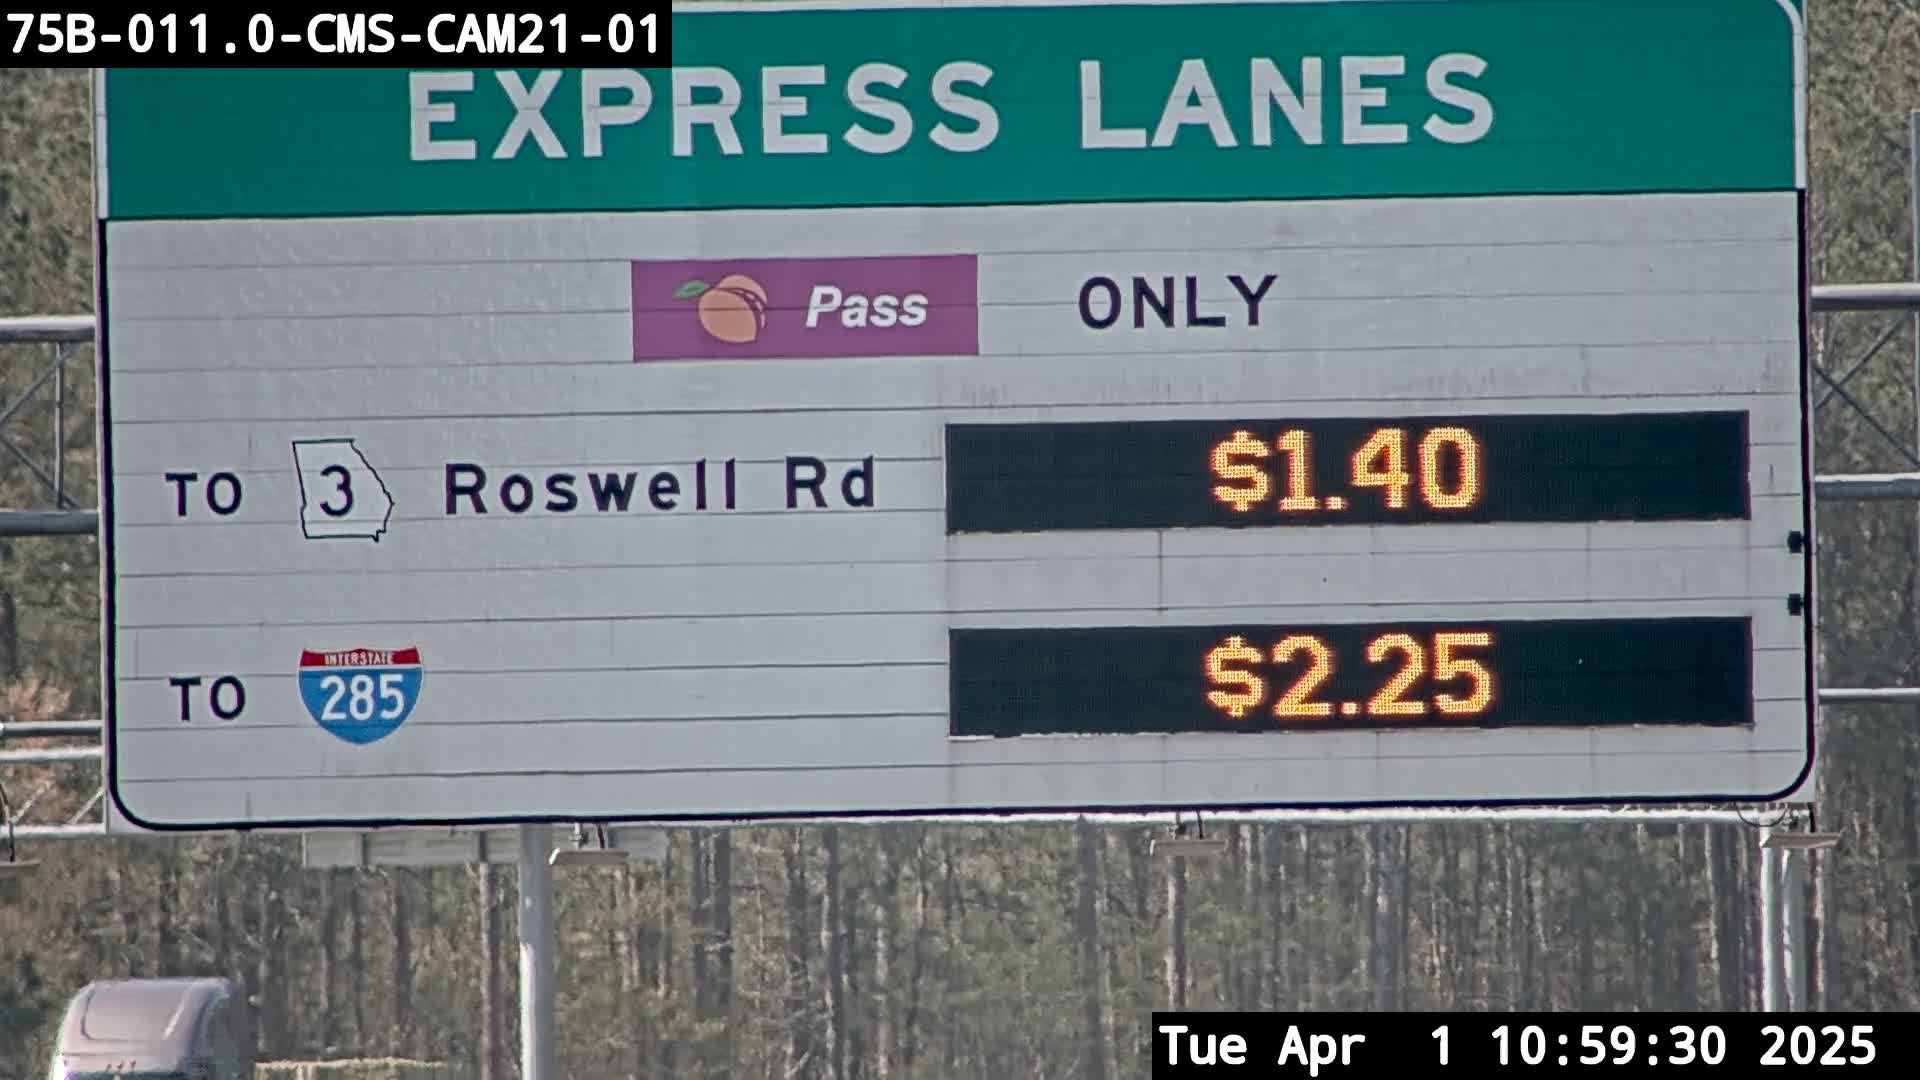 75B-011.0-CMS-CAM21-01
EXPRESS LANES
Pass ONLY
TO 3 Roswell Rd $1.40
INTERSTATE
TO 285 $2.25
Tue Apr 1 10:59:30 2025